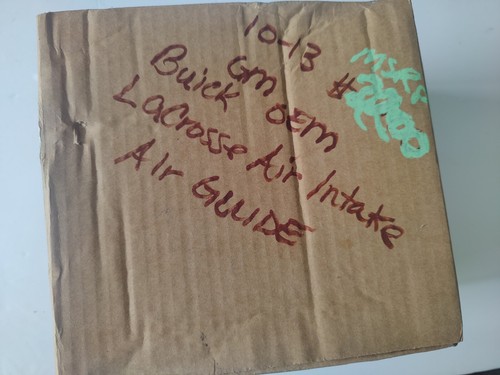 10-13
GM
Buick OEM
LaCrosse Air Intake
Air GUIDE
#